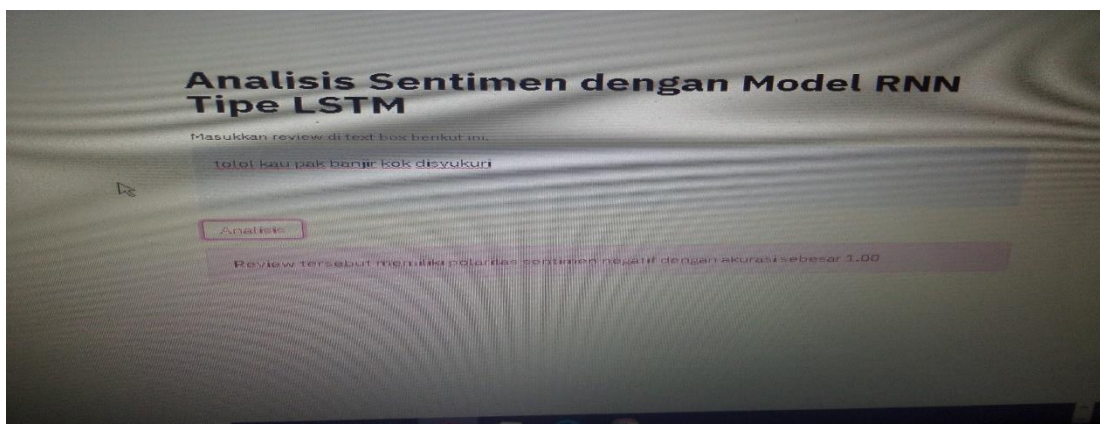 Analisis Sentimen dengan Model RNN
Tipe LSTM
Masukkan review di text box berikut ini.
tolol kau pak banjir kok disyukuri
Analisis
Review tersebut memiliki polaritas sentimen negatif dengan akurasi sebesar 1.00